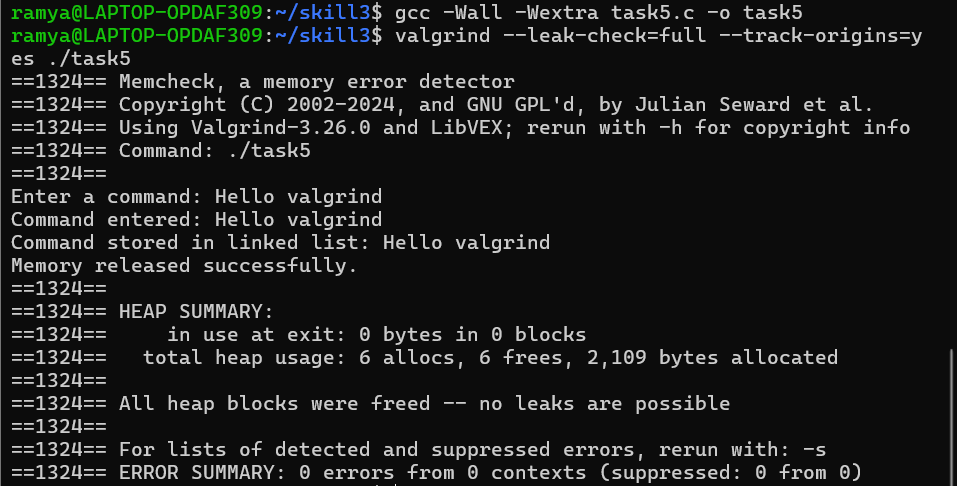 ramya@LAPTOP-OPDAF309:~/skill3$ gcc -Wall -Wextra task5.c -o task5
ramya@LAPTOP-OPDAF309:~/skill3$ valgrind --leak-check=full --track-origins=y
es ./task5
==1324== Memcheck, a memory error detector
==1324== Copyright (C) 2002-2024, and GNU GPL'd, by Julian Seward et al.
==1324== Using Valgrind-3.26.0 and LibVEX; rerun with -h for copyright info
==1324== Command: ./task5
==1324==
Enter a command: Hello valgrind
Command entered: Hello valgrind
Command stored in linked list: Hello valgrind
Memory released successfully.
==1324==
==1324== HEAP SUMMARY:
==1324==     in use at exit: 0 bytes in 0 blocks
==1324==   total heap usage: 6 allocs, 6 frees, 2,109 bytes allocated
==1324==
==1324== All heap blocks were freed -- no leaks are possible
==1324==
==1324== For lists of detected and suppressed errors, rerun with: -s
==1324== ERROR SUMMARY: 0 errors from 0 contexts (suppressed: 0 from 0)